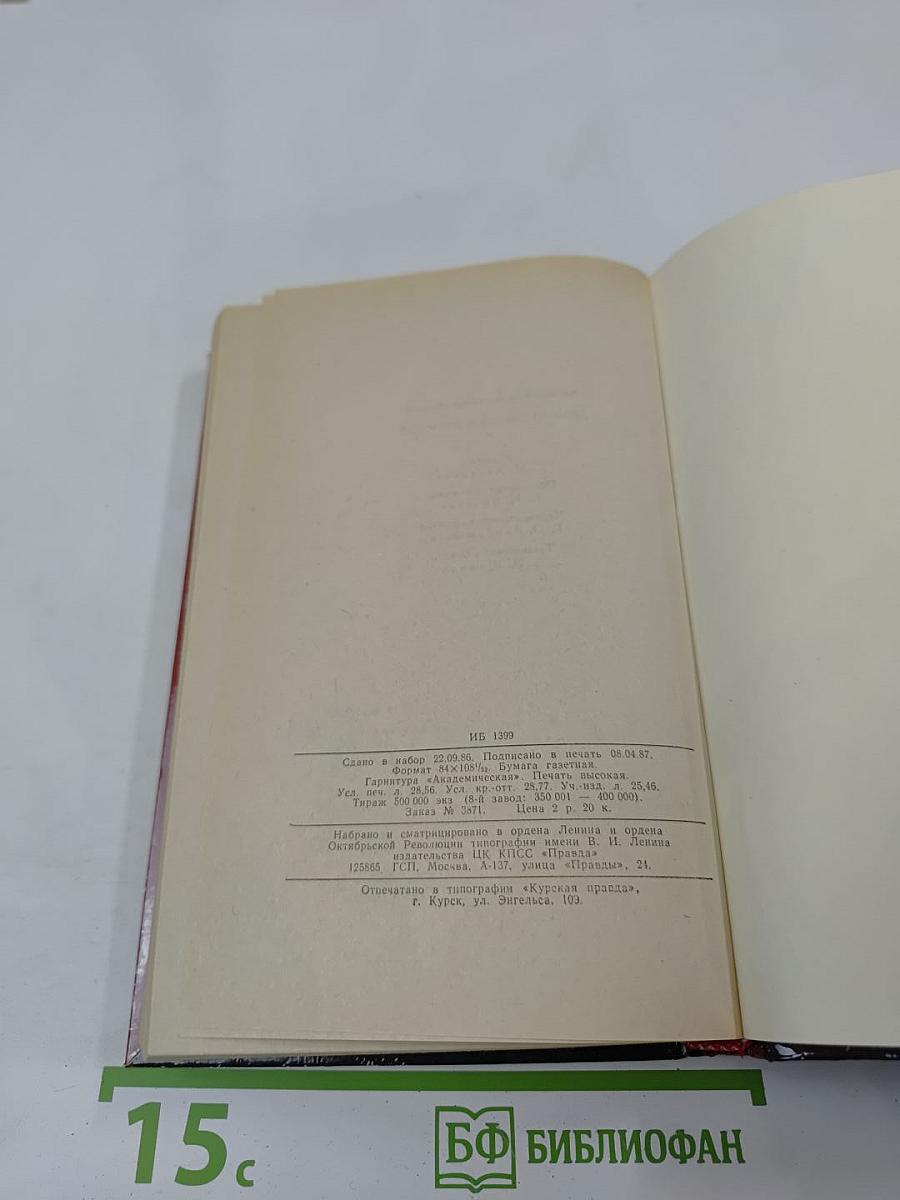 ИБ 1399
Сдано в набор 22.09.86. Подписано в печать 08.04.87.
Формат 84×108¹/₃₂. Бумага газетная.
Гарнитура «Академическая». Печать высокая.
Усл. печ. л. 28,56. Усл. кр.-отт. 28,77. Уч.-изд. л. 25,46.
Тираж 500 000 экз (8-й завод: 350 001 — 400 000).
Заказ № 3871. Цена 2 р. 20 к.
Набрано и сматрицировано в ордена Ленина и ордена
Октябрьской Революции типографии имени В. И. Ленина
издательства ЦК КПСС «Правда»
125865 ГСП, Москва, А-137, улица «Правды», 24.
Отпечатано в типографии «Курская правда»,
г. Курск, ул. Энгельса, 109.
15 с
БФ БИБЛИОФАН